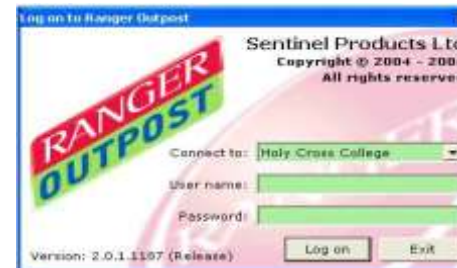 Log on to Ranger Outpost
Sentinel Products Ltd
Copyright © 2004 - 200
All rights reserve
RANGER
OUTPOST
Connect to: Holy Cross College
User name:
Password:
Log on Exit
Version: 2.0.1.1187 (Release)